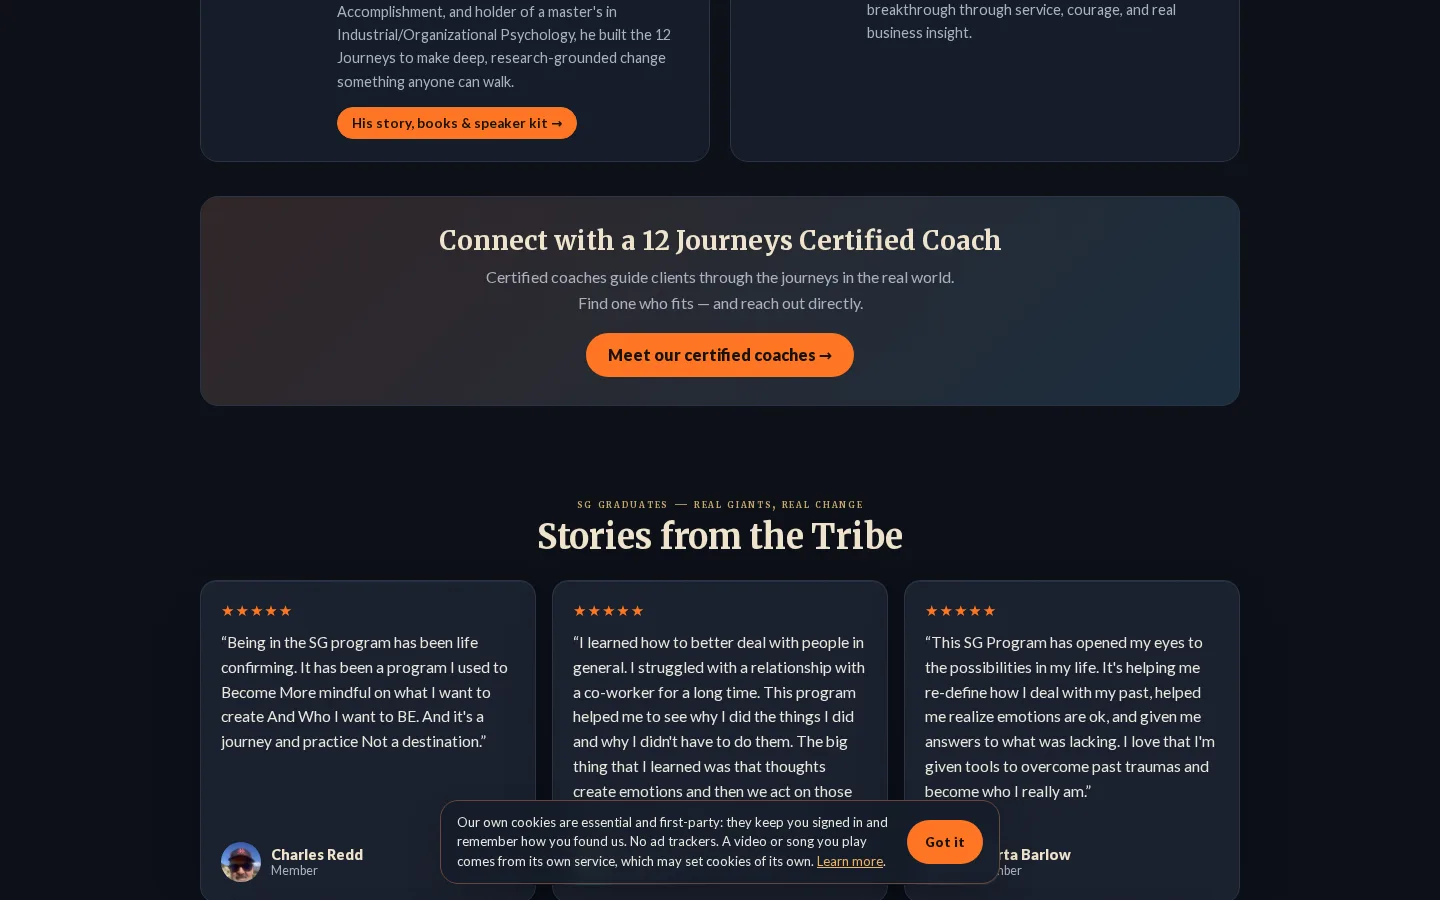 Accomplishment, and holder of a master's in
Industrial/Organizational Psychology, he built the 12
Journeys to make deep, research-grounded change
something anyone can walk.
His story, books & speaker kit →
breakthrough through service, courage, and real
business insight.
Connect with a 12 Journeys Certified Coach
Certified coaches guide clients through the journeys in the real world.
Find one who fits — and reach out directly.
Meet our certified coaches →
SG GRADUATES — REAL GIANTS, REAL CHANGE
Stories from the Tribe
★★★★★
“Being in the SG program has been life
confirming. It has been a program I used to
Become More mindful on what I want to
create And Who I want to BE. And it's a
journey and practice Not a destination.”
Charles Redd
Member
★★★★★
“I learned how to better deal with people in
general. I struggled with a relationship with
a co-worker for a long time. This program
helped me to see why I did the things I did
and why I didn't have to do them. The big
thing that I learned was that thoughts
create emotions and then we act on those
★★★★★
“This SG Program has opened my eyes to
the possibilities in my life. It's helping me
re-define how I deal with my past, helped
me realize emotions are ok, and given me
answers to what was lacking. I love that I'm
given tools to overcome past traumas and
become who I really am.”
Barlow
Our own cookies are essential and first-party: they keep you signed in and
remember how you found us. No ad trackers. A video or song you play
comes from its own service, which may set cookies of its own. Learn more.
Got it